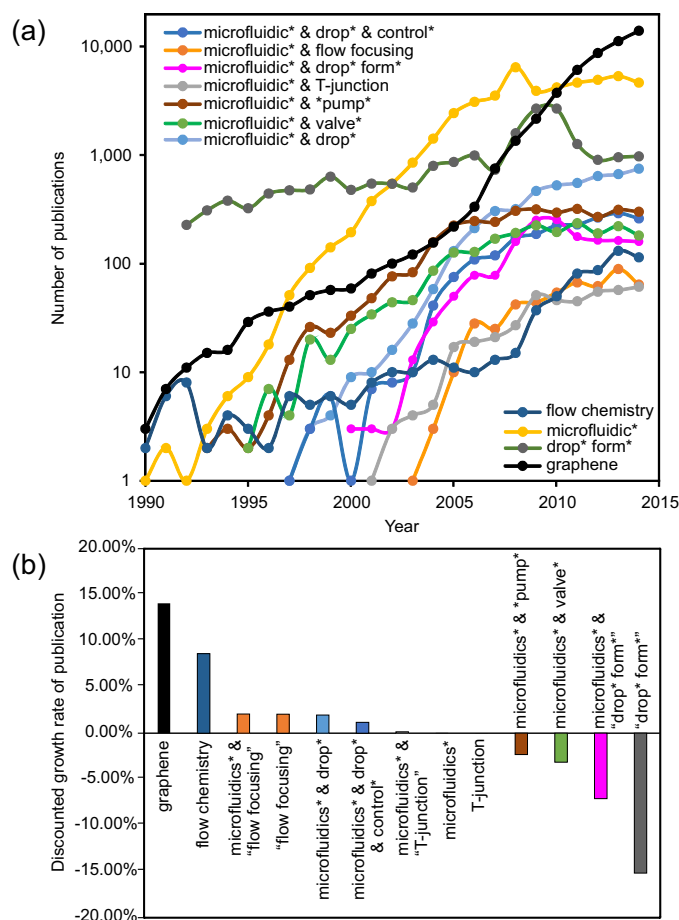 (a)
10,000
1,000
100
10
1
Number of publications
microfluidic* & drop* & control*
microfluidic* & flow focusing
microfluidic* & drop* form*
microfluidic* & T-junction
microfluidic* & *pump*
microfluidic* & valve*
microfluidic* & drop*
flow chemistry
microfluidic*
drop* form*
graphene
1990
1995
2000
2005
2010
2015
Year
(b)
20.00%
15.00%
10.00%
5.00%
0.00%
-5.00%
-10.00%
-15.00%
-20.00%
Discounted growth rate of publication
graphene
flow chemistry
microfluidics* &
“flow focusing”
“flow focusing”
microfluidics* & drop*
microfluidics* & drop*
& control*
microfluidics* &
“T-junction”
microfluidics*
T-junction
microfluidics* & *pump*
microfluidics* & valve*
microfluidics* &
“drop* form*”
“drop* form*”